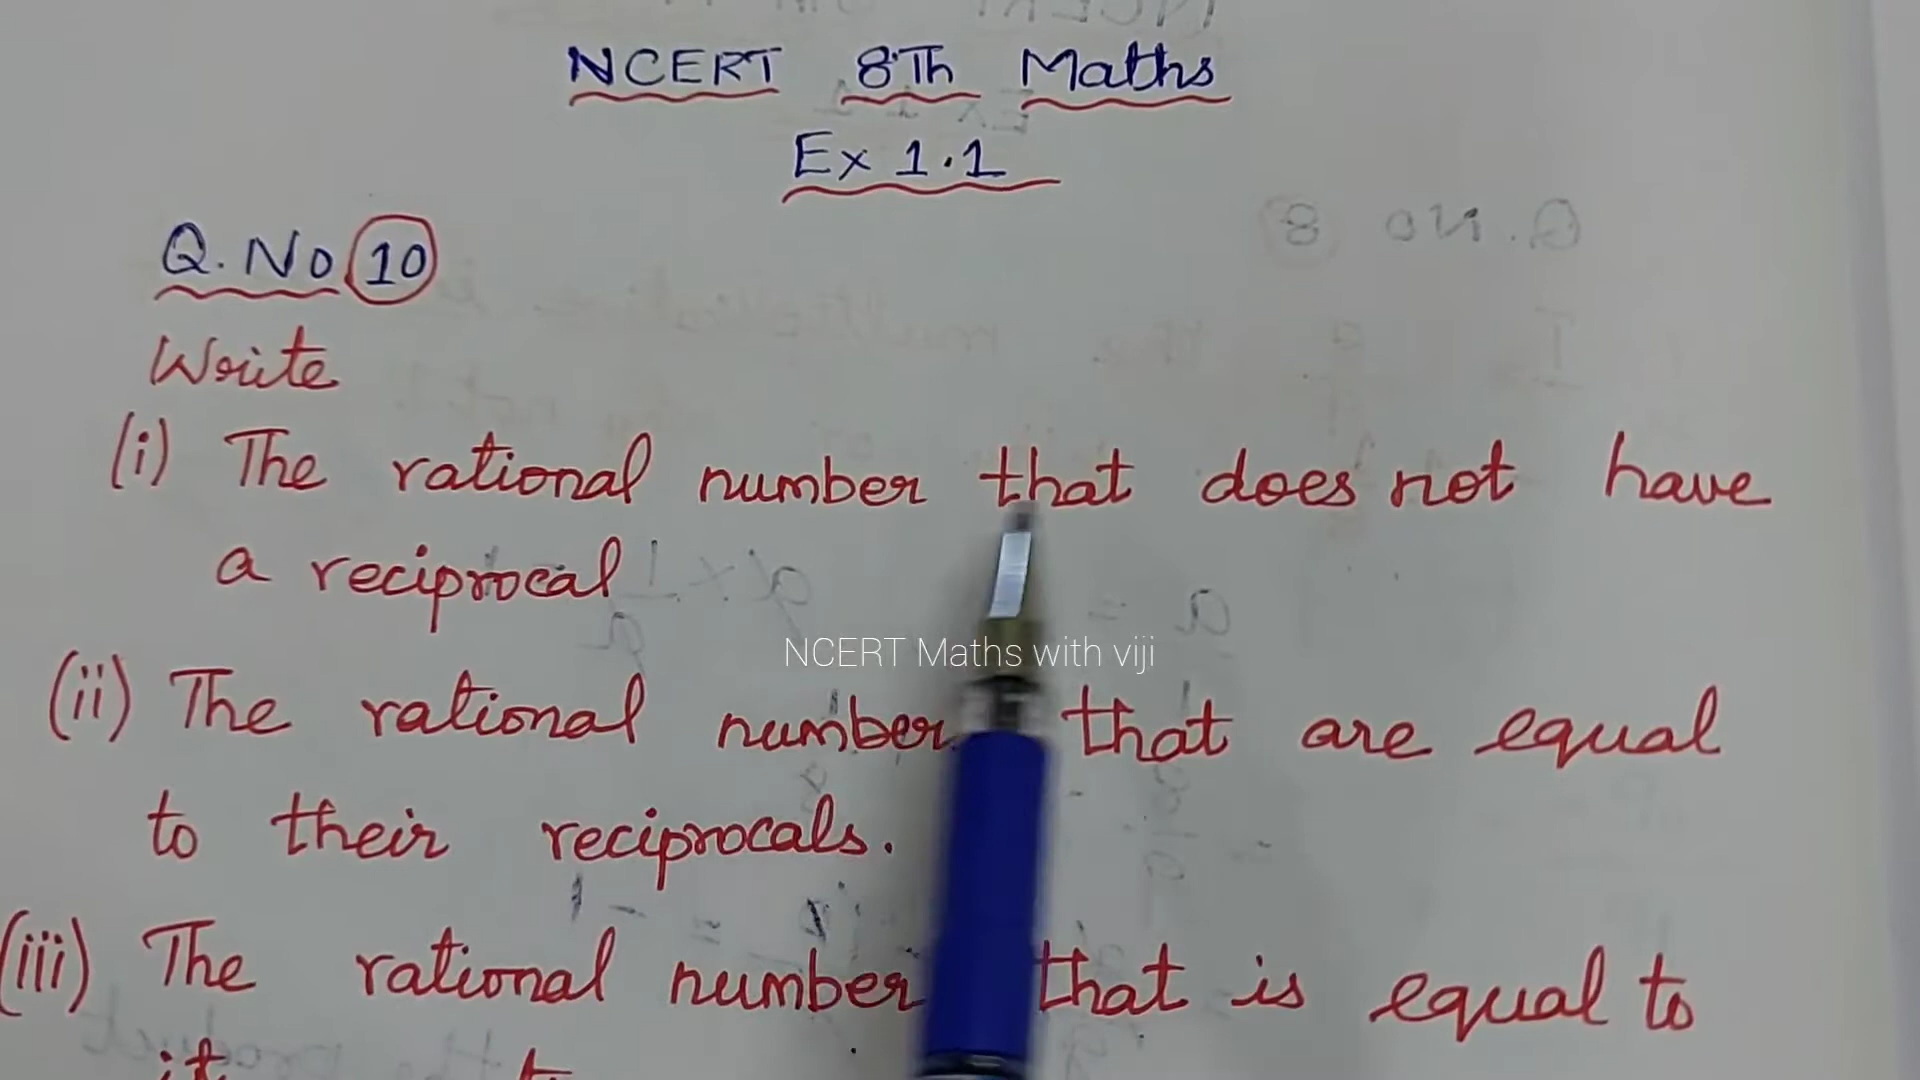 NCERT 8Th Maths
Ex 1.1
Q. No 10
Write
(i) The rational number that does not have
a reciprocal
NCERT Maths with viji
(ii) The rational number that are equal
to their reciprocals.
(iii) The rational number that is equal to